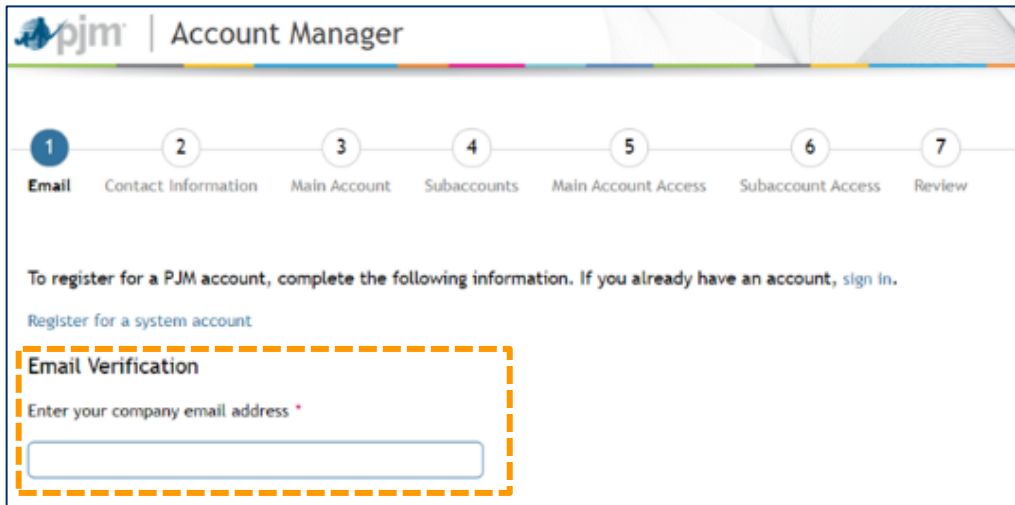 pjm | Account Manager
1 2 3 4 5 6 7
Email Contact Information Main Account Subaccounts Main Account Access Subaccount Access Review
To register for a PJM account, complete the following information. If you already have an account, sign in.
Register for a system account
Email Verification
Enter your company email address *